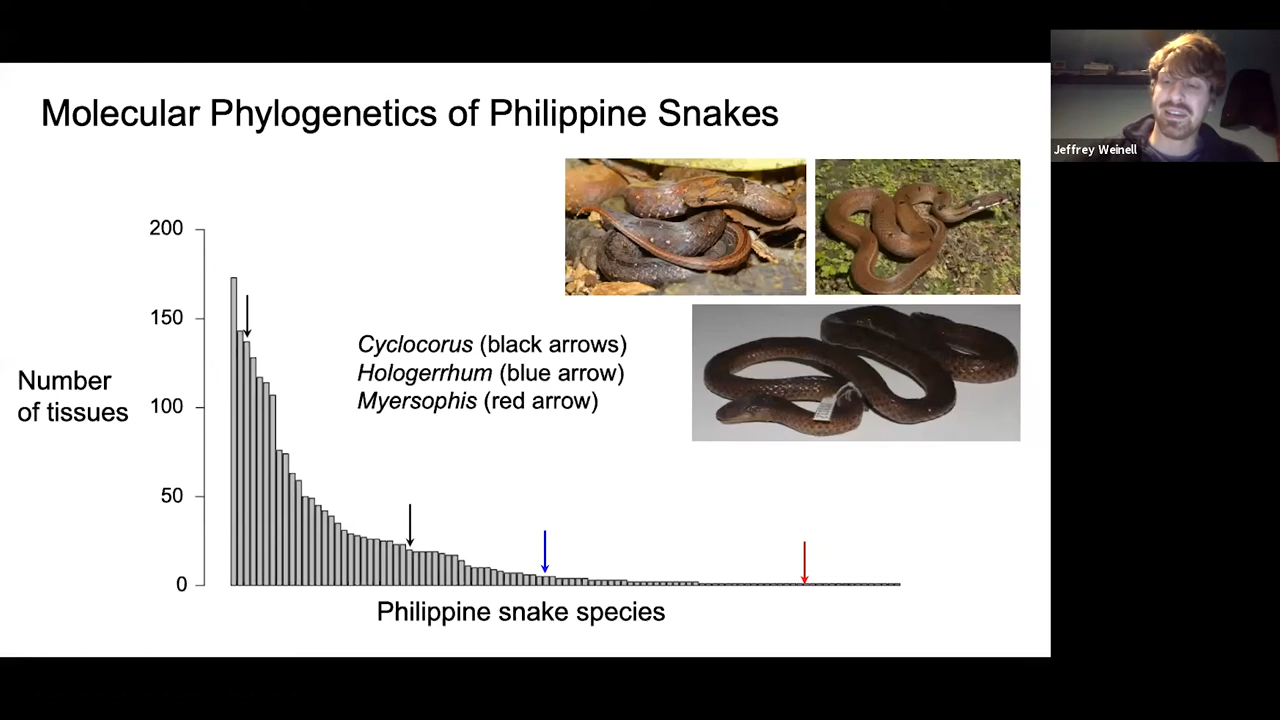 Molecular Phylogenetics of Philippine Snakes
Jeffrey Weinell
200
150
100
50
0
Number
of tissues
Cyclocorus (black arrows)
Hologerrhum (blue arrow)
Myersophis (red arrow)
Philippine snake species